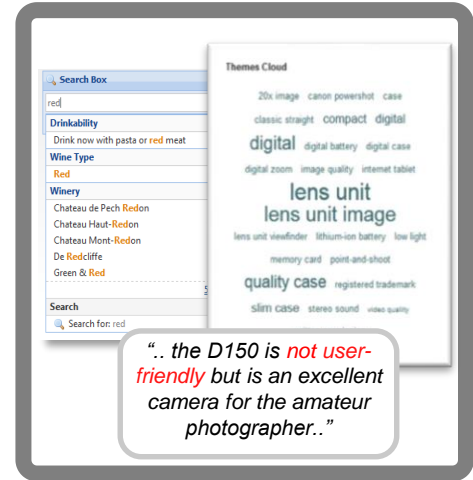 Search Box
red
Drinkability
Drink now with pasta or red meat
Wine Type
Red
Winery
Chateau de Pech Redon
Chateau Haut-Redon
Chateau Mont-Redon
De Redcliffe
Green & Red
Search
Search for: red
Themes Cloud
20x image canon powershot case
classic straight compact digital
digital digital battery digital case
digital zoom image quality internet tablet
lens unit
lens unit image
lens unit viewfinder lithium-ion battery low light
memory card point-and-shoot
quality case registered trademark
slim case stereo sound video quality
“.. the D150 is not user-
friendly but is an excellent
camera for the amateur
photographer..”